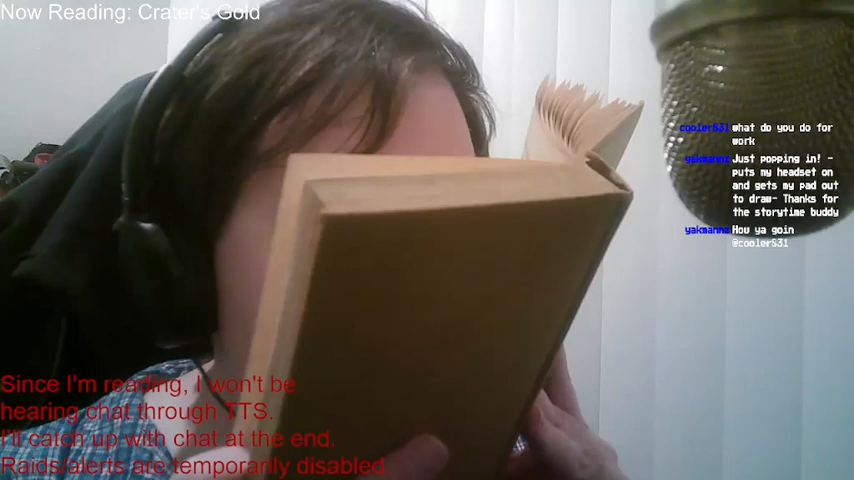 Now Reading: Crater's Gold
cooler531 what do you do for
work
yakmannz Just popping in! -
puts my headset on
and gets my pad out
to draw- Thanks for
the storytime buddy
yakmannz How ya goin
@cooler531
Since I'm reading, I won't be
hearing chat through TTS.
I'll catch up with chat at the end.
Raids/alerts are temporarily disabled